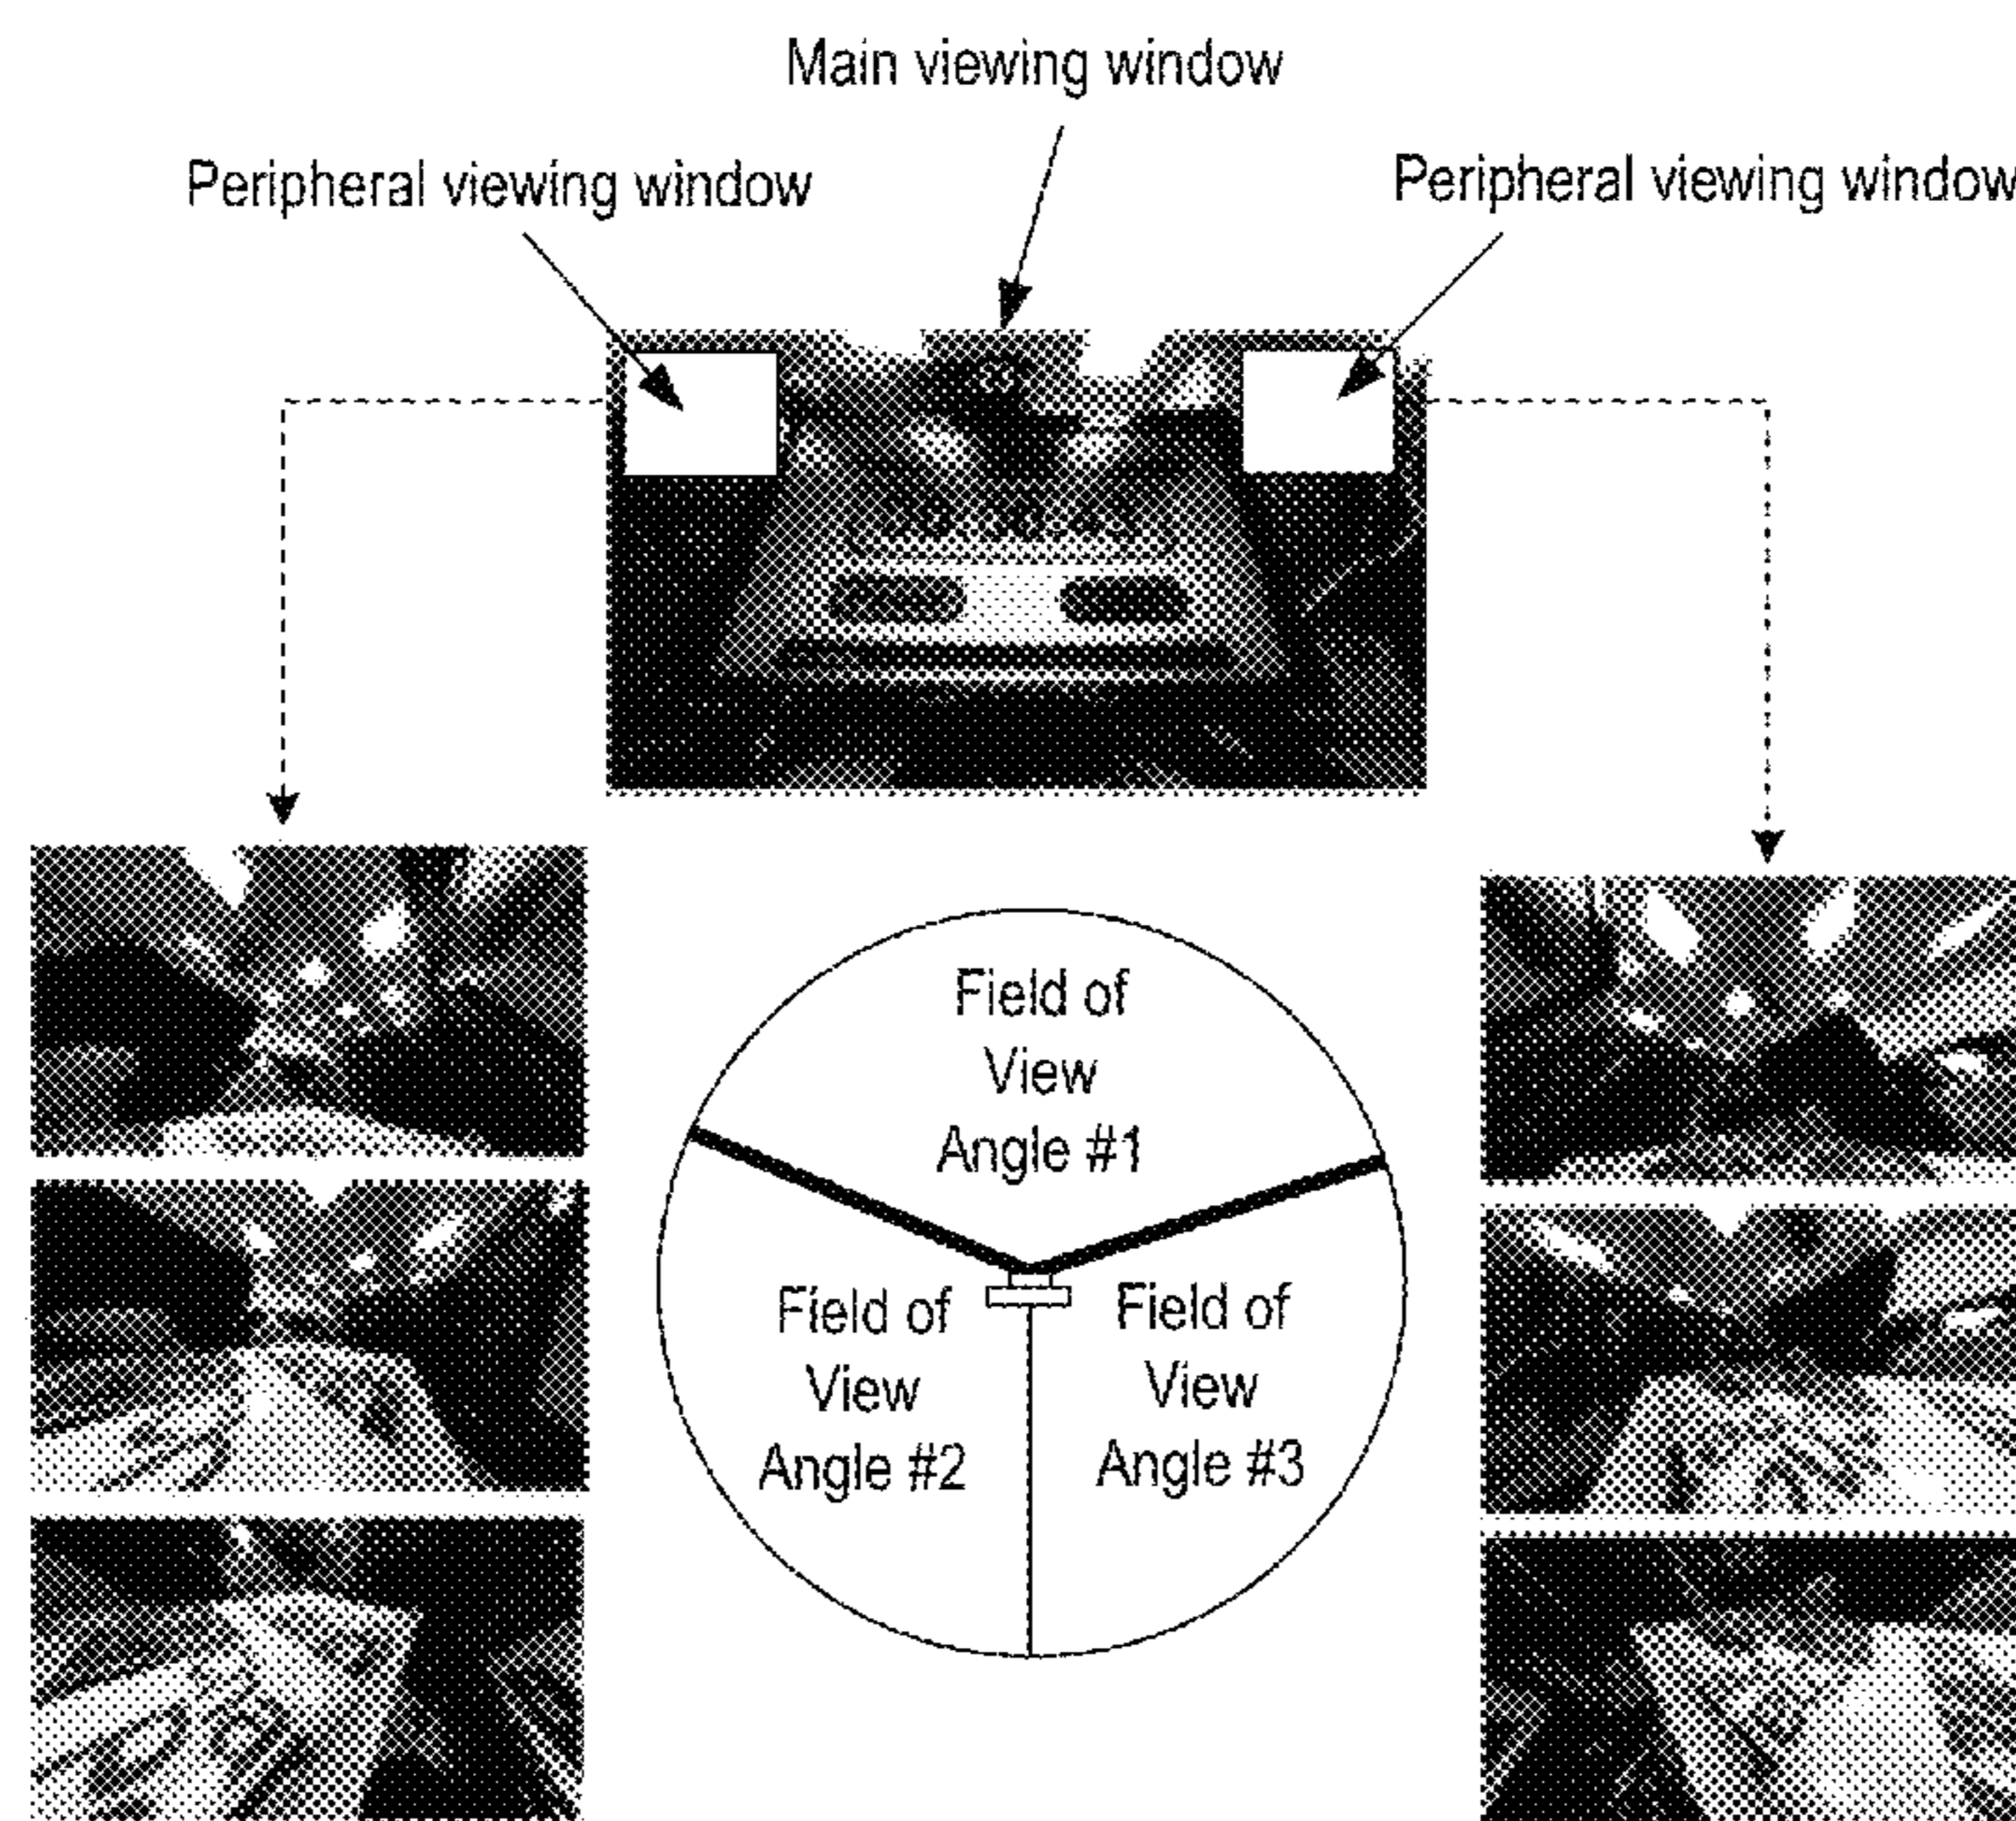 Main viewing window
Peripheral viewing window
Peripheral viewing window
Field of
View
Angle #1
Field of
View
Angle #2
Field of
View
Angle #3